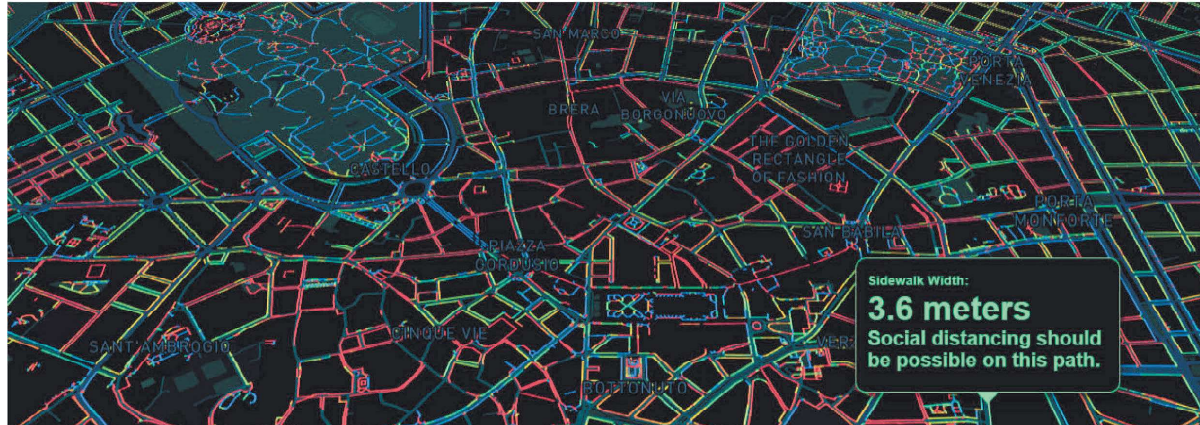 SAN MARCO
PORTA
VENEZIA
BRERA
VIA
BORGONUOVO
THE GOLDEN
RECTANGLE
OF FASHION
CASTELLO
PORTA
MONFORTE
SAN BABILA
PIAZZA
CORDUSIO
Sidewalk Width:
3.6 meters
Social distancing should
be possible on this path.
CINQUE VIE
SANT'AMBROGIO
VER
BOTTONUTO